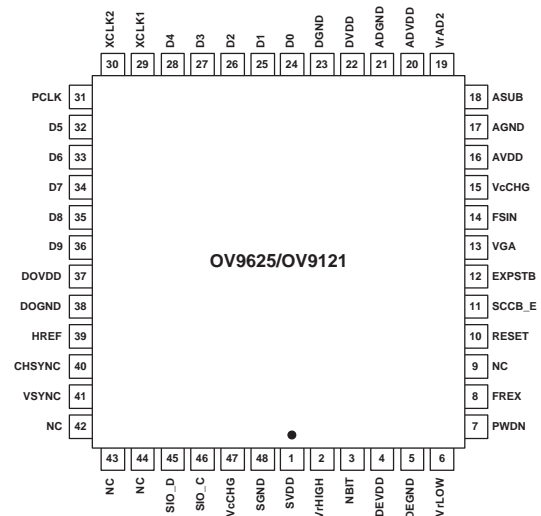 XCLK2 XCLK1 D4 D3 D2 D1 D0 DGND DVDD ADGND ADVDD VrAD2
30 29 28 27 26 25 24 23 22 21 20 19
PCLK 31 18 ASUB
D5 32 17 AGND
D6 33 16 AVDD
D7 34 15 VcCHG
D8 35 14 FSIN
D9 36 13 VGA
OV9625/OV9121
DOVDD 37 12 EXPSTB
DOGND 38 11 SCCB_E
HREF 39 10 RESET
CHSYNC 40 9 NC
VSYNC 41 8 FREX
NC 42 7 PWDN
43 44 45 46 47 48 1 2 3 4 5 6
NC NC SIO_D SIO_C VcCHG SGND SVDD VrHIGH NBIT DEVDD DEGND VrLOW